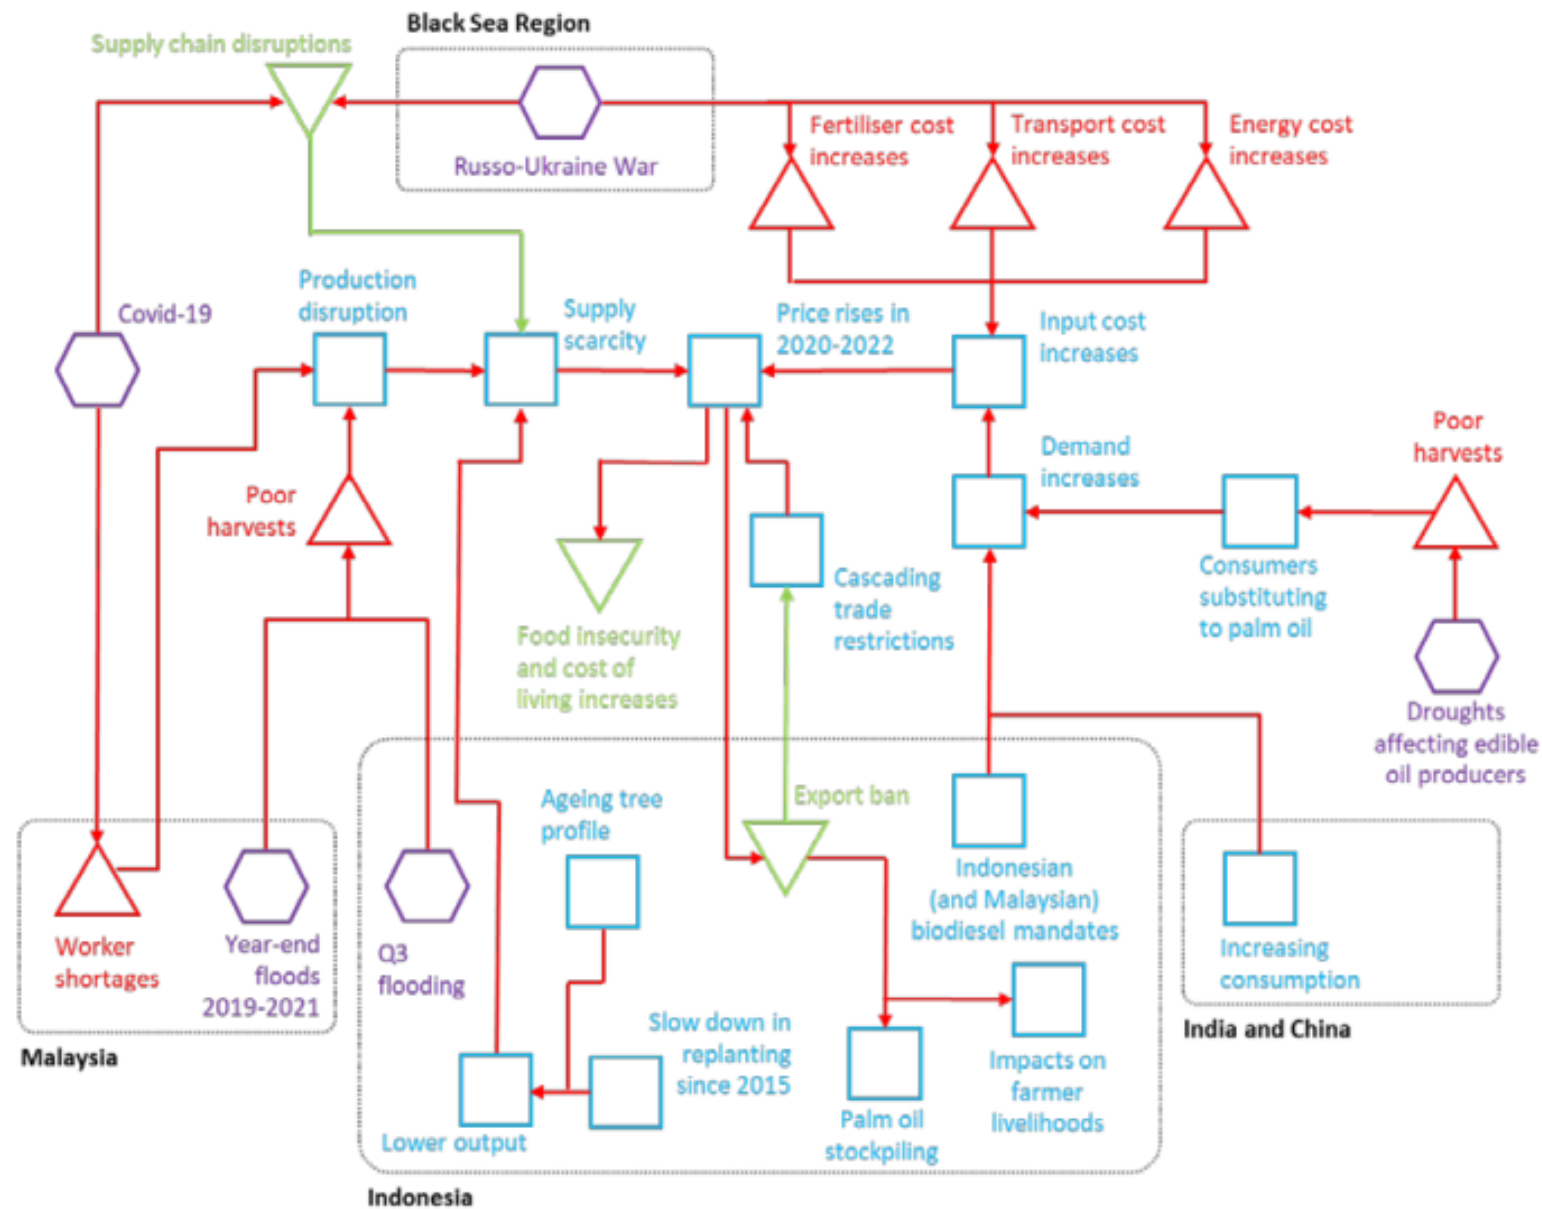 Black Sea Region
Supply chain disruptions
Fertiliser cost
increases
Transport cost
increases
Energy cost
increases
Russo-Ukraine War
Production
disruption
Covid-19
Supply
scarcity
Price rises in
2020-2022
Input cost
increases
Poor
harvests
Demand
increases
Poor
harvests
Consumers
substituting
to palm oil
Cascading
trade
restrictions
Food insecurity
and cost of
living increases
Droughts
affecting edible
oil producers
Ageing tree
profile
Export ban
Indonesian
(and Malaysian)
biodiesel mandates
Worker
shortages
Year-end
floods
2019-2021
Q3
flooding
Increasing
consumption
Slow down in
replanting
since 2015
India and China
Malaysia
Impacts on
farmer
livelihoods
Palm oil
stockpiling
Lower output
Indonesia